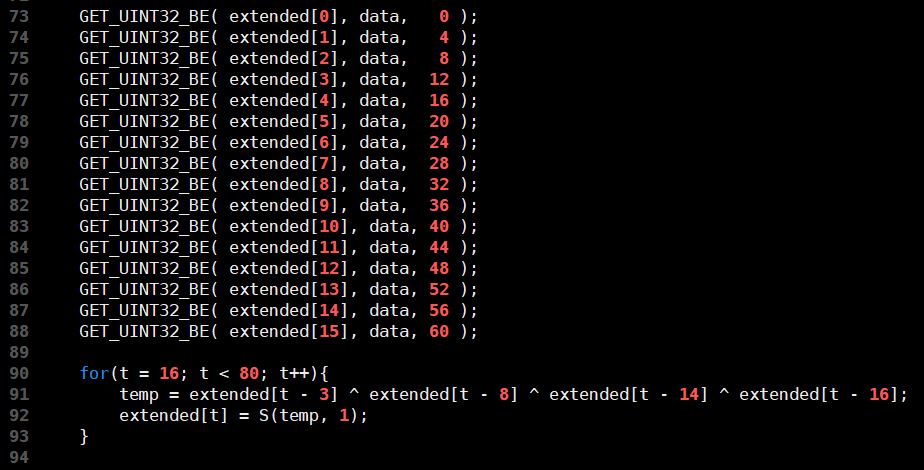 73 GET_UINT32_BE( extended[0], data,   0 );
74 GET_UINT32_BE( extended[1], data,   4 );
75 GET_UINT32_BE( extended[2], data,   8 );
76 GET_UINT32_BE( extended[3], data,  12 );
77 GET_UINT32_BE( extended[4], data,  16 );
78 GET_UINT32_BE( extended[5], data,  20 );
79 GET_UINT32_BE( extended[6], data,  24 );
80 GET_UINT32_BE( extended[7], data,  28 );
81 GET_UINT32_BE( extended[8], data,  32 );
82 GET_UINT32_BE( extended[9], data,  36 );
83 GET_UINT32_BE( extended[10], data, 40 );
84 GET_UINT32_BE( extended[11], data, 44 );
85 GET_UINT32_BE( extended[12], data, 48 );
86 GET_UINT32_BE( extended[13], data, 52 );
87 GET_UINT32_BE( extended[14], data, 56 );
88 GET_UINT32_BE( extended[15], data, 60 );
89
90 for(t = 16; t < 80; t++){
91     temp = extended[t - 3] ^ extended[t - 8] ^ extended[t - 14] ^ extended[t - 16];
92     extended[t] = S(temp, 1);
93 }
94